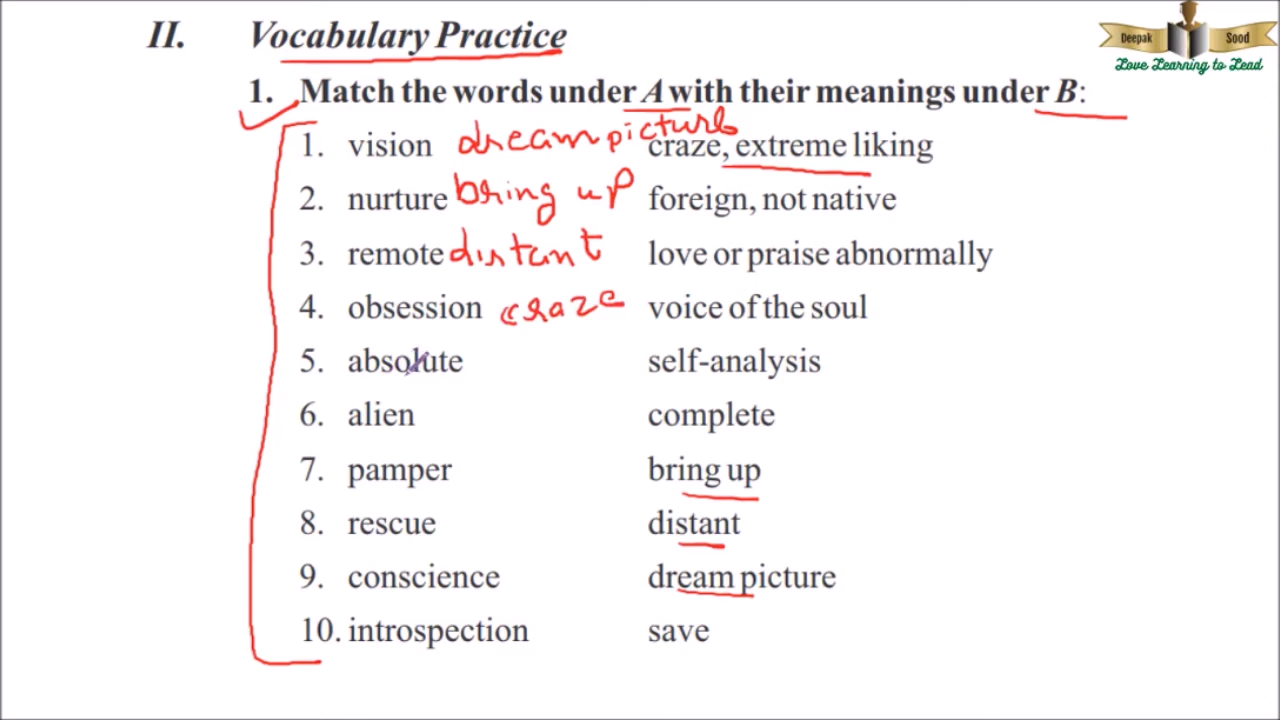 II. Vocabulary Practice
Deepak Sood
Love Learning to Lead
1. Match the words under A with their meanings under B:
1. vision dream picture craze, extreme liking
2. nurture bring up foreign, not native
3. remote distant love or praise abnormally
4. obsession craze voice of the soul
5. absolute self-analysis
6. alien complete
7. pamper bring up
8. rescue distant
9. conscience dream picture
10. introspection save